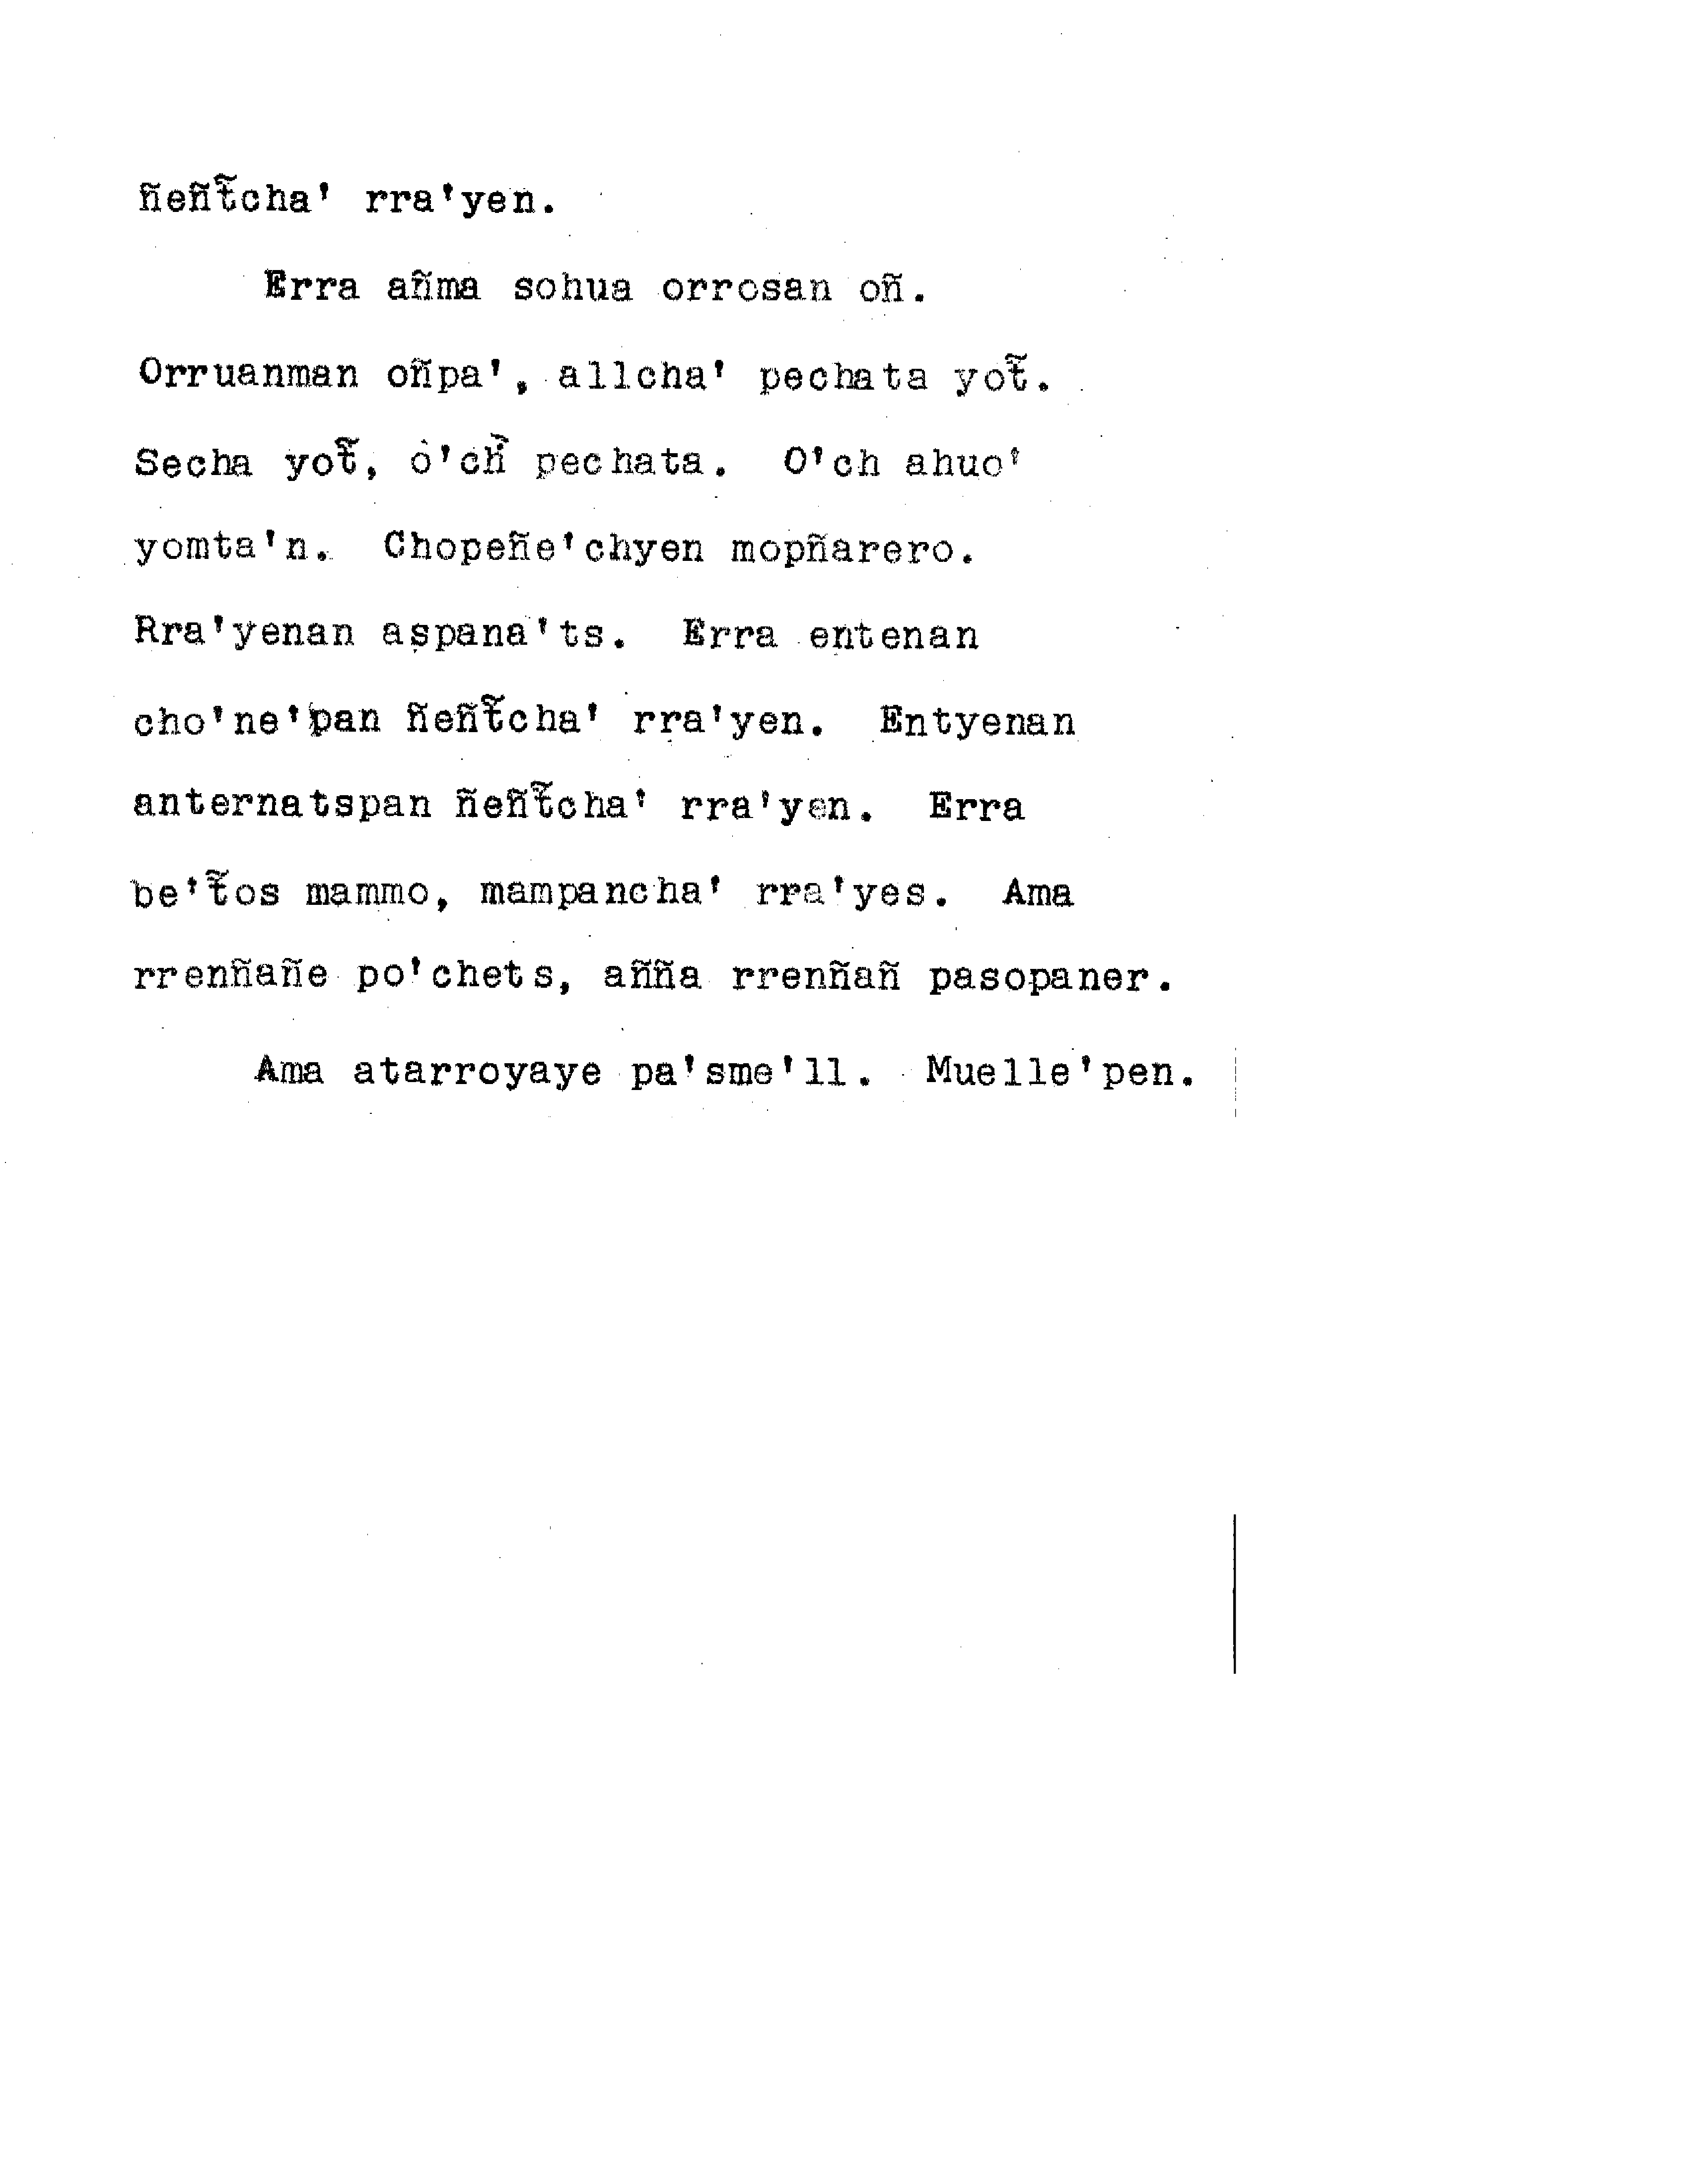 ñeñt̃cha' rra'yen.
Erra añma sohua orrosan oñ.
Orruanman oñpa', allcha' pechata yot̃.
Secha yot̃, o'ch̃ pechata. O'ch ahuo'
yomta'n. Chopeñe'chyen mopñarero.
Rra'yenan aspana'ts. Erra entenan
cho'ne'pan ñeñt̃cha' rra'yen. Entyenan
anternatspan ñeñt̃cha' rra'yen. Erra
be't̃os mammo, mampancha' rra'yes. Ama
rrenñañe po'chets, añña rrenñañ pasopaner.
Ama atarroyaye pa'sme'll. Muelle'pen.